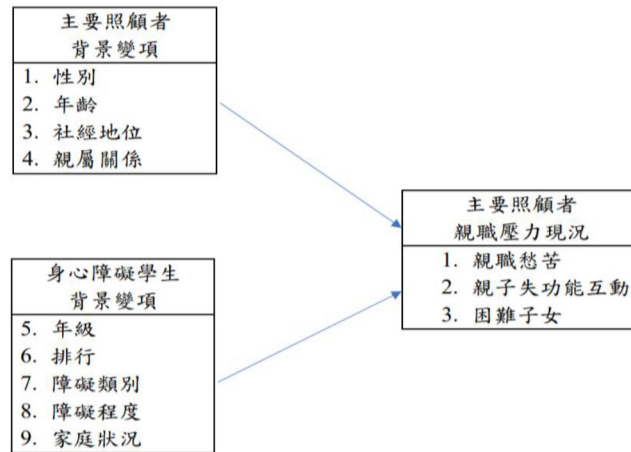 主要照顧者
背景變項
1. 性別
2. 年齡
3. 社經地位
4. 親屬關係
主要照顧者
親職壓力現況
1. 親職愁苦
2. 親子失功能互動
3. 困難子女
身心障礙學生
背景變項
5. 年級
6. 排行
7. 障礙類別
8. 障礙程度
9. 家庭狀況